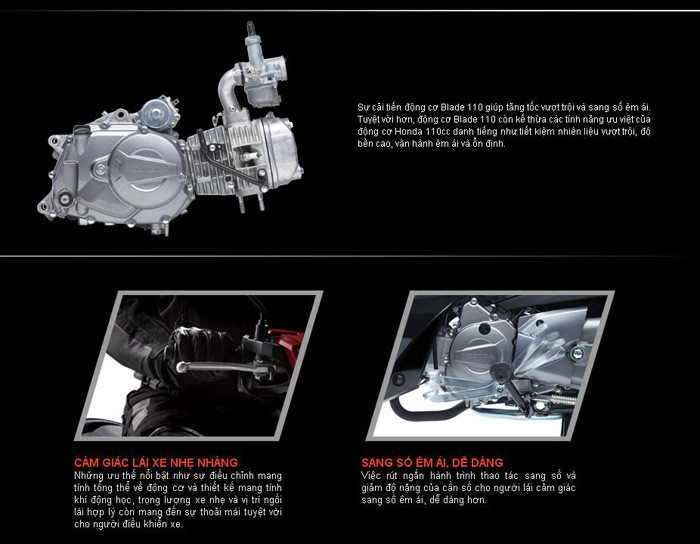 Sự cải tiến động cơ Blade 110 giúp tăng tốc vượt trội và sang số êm ái.
Tuyệt vời hơn, động cơ Blade 110 còn kế thừa các tính năng ưu việt của
động cơ Honda 110cc danh tiếng như tiết kiệm nhiên liệu vượt trội, độ
bền cao, vận hành êm ái và ổn định.
CẢM GIÁC LÁI XE NHẸ NHÀNG
Những ưu thế nổi bật như sự điều chỉnh mang
tính tổng thể về động cơ và thiết kế mang tính
khí động học, trọng lượng xe nhẹ và vị trí ngồi
lái hợp lý còn mang đến sự thoải mái tuyệt vời
cho người điều khiển xe.
SANG SỐ ÊM ÁI, DỄ DÀNG
Việc rút ngắn hành trình thao tác sang số và
giảm độ nặng của cần số cho người lái cảm giác
sang số êm ái, dễ dàng hơn.